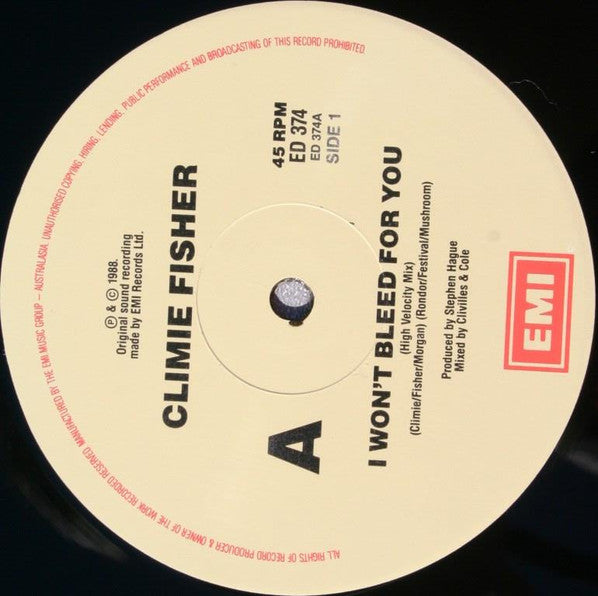 ALL RIGHTS OF RECORD PRODUCER & OWNER OF THE WORK RECORDED RESERVED MANUFACTURED BY THE EMI MUSIC GROUP – AUSTRALASIA. UNAUTHORISED COPYING, HIRING, LENDING, PUBLIC PERFORMANCE AND BROADCASTING OF THIS RECORD PROHIBITED
℗ & © 1988.
Original sound recording
made by EMI Records Ltd.
CLIMIE FISHER
A
45 RPM
ED 374
ED 374A
SIDE 1
I WON'T BLEED FOR YOU
(High Velocity Mix)
(Climie/Fisher/Morgan) (Rondor/Festival/Mushroom)
Produced by Stephen Hague
Mixed by Clivilles & Cole
EMI